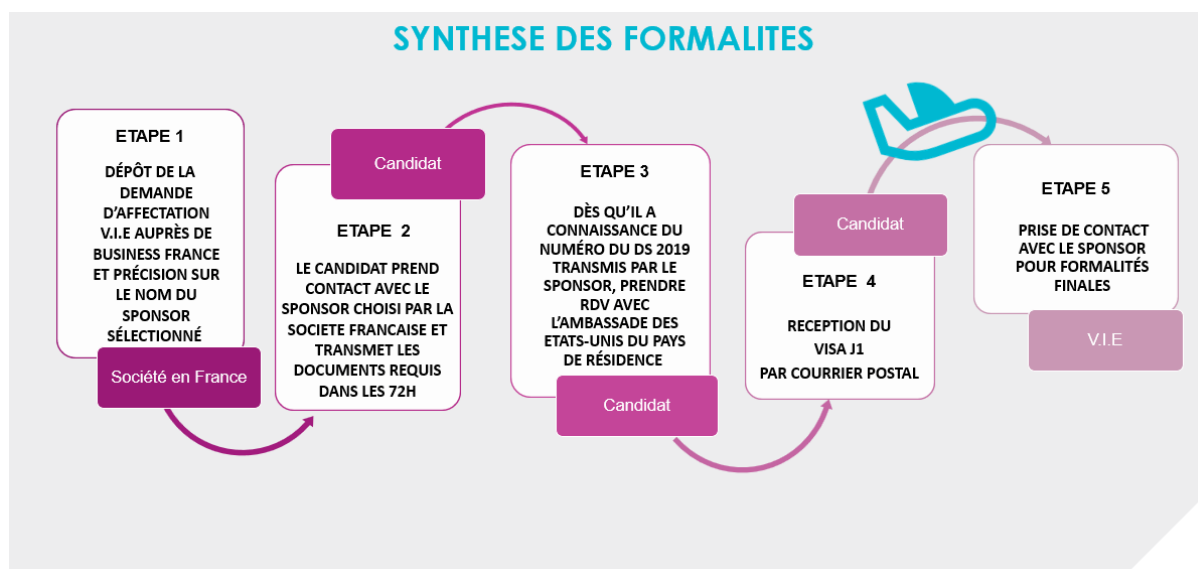 SYNTHESE DES FORMALITES
ETAPE 1
DÉPÔT DE LA
DEMANDE
D'AFFECTATION
V.I.E AUPRÈS DE
BUSINESS FRANCE
ET PRÉCISION SUR
LE NOM DU
SPONSOR
SÉLECTIONNÉ
Société en France
Candidat
ETAPE 2
LE CANDIDAT PREND
CONTACT AVEC LE
SPONSOR CHOISI PAR LA
SOCIETE FRANCAISE ET
TRANSMET LES
DOCUMENTS REQUIS
DANS LES 72H
ETAPE 3
DÈS QU'IL A
CONNAISSANCE DU
NUMÉRO DU DS 2019
TRANSMIS PAR LE
SPONSOR, PRENDRE
RDV AVEC
L'AMBASSADE DES
ETATS-UNIS DU PAYS
DE RÉSIDENCE
Candidat
Candidat
ETAPE 4
RECEPTION DU
VISA J1
PAR COURRIER POSTAL
ETAPE 5
PRISE DE CONTACT
AVEC LE SPONSOR
POUR FORMALITÉS
FINALES
V.I.E